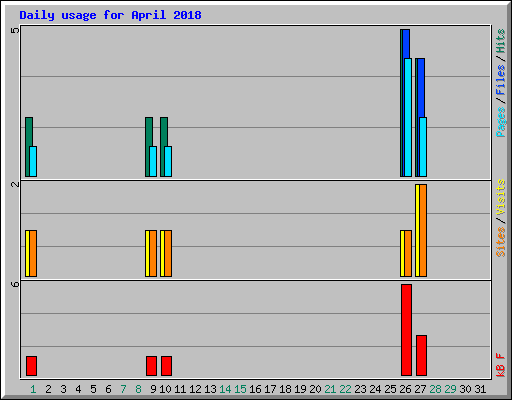 Daily usage for April 2018
5
Pages/Files/Hits
2
Sites/Visits
6
kB F
1 2 3 4 5 6 7 8 9 10 11 12 13 14 15 16 17 18 19 20 21 22 23 24 25 26 27 28 29 30 31